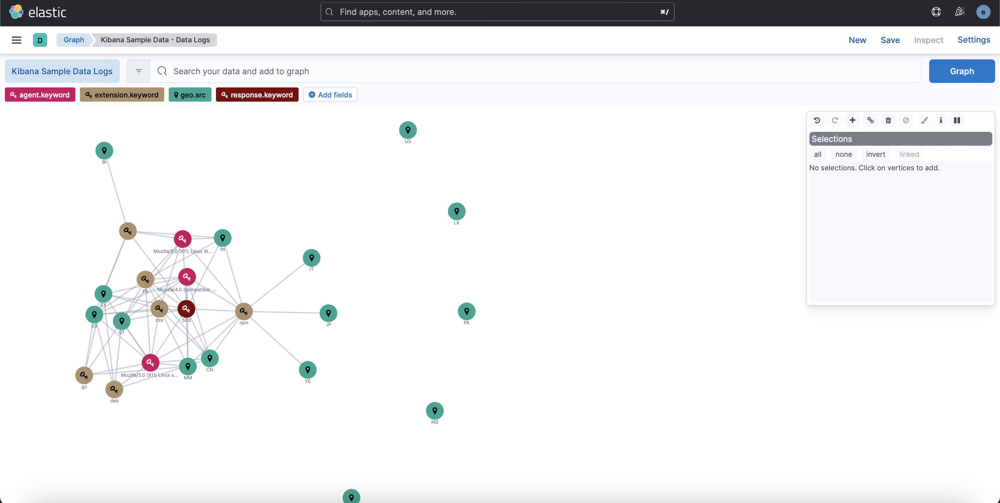 elastic
Find apps, content, and more.
⌘/
e
D
Graph
Kibana Sample Data - Data Logs
New
Save
Inspect
Settings
Kibana Sample Data Logs
Search your data and add to graph
Graph
agent.keyword
extension.keyword
geo.src
response.keyword
Add fields
Selections
all
none
invert
linked
No selections. Click on vertices to add.
US
BI
LK
IN
Mozilla/5.0 (X11; Linux i6...
IT
zip
Mozilla/4.0 (compatible; ...
SY
css
503
rpm
JP
PA
ES
GT
CN
Mozilla/5.0 (X11; Linux x...
MM
YE
gz
deb
NG